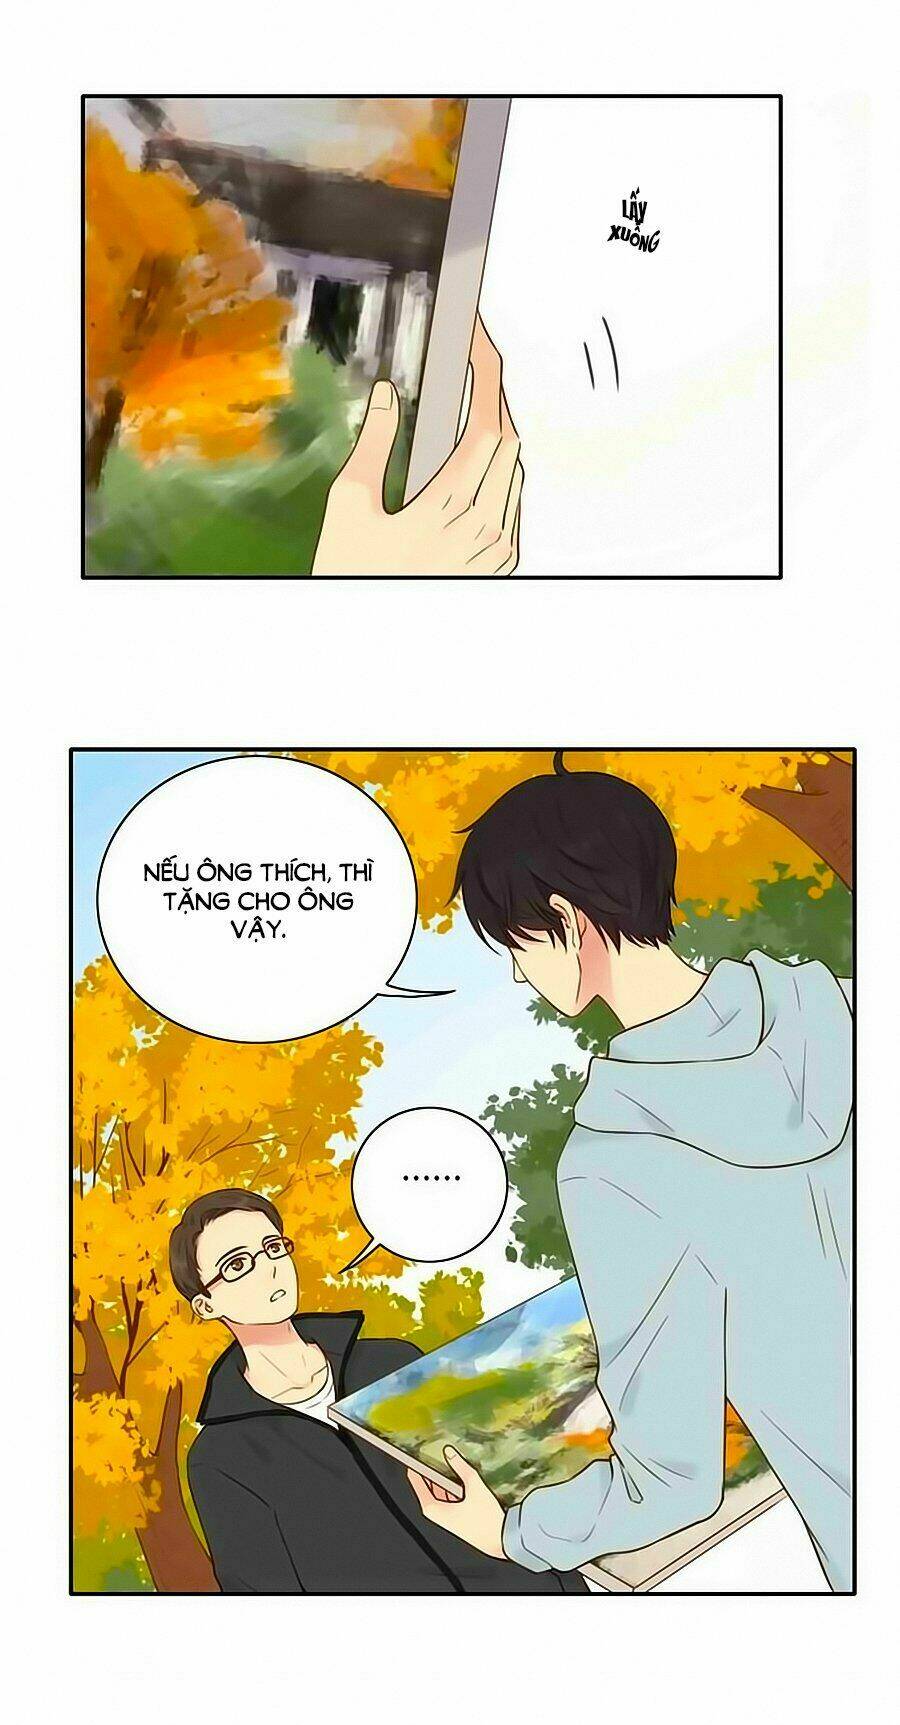 LẤY
XUỐNG
NẾU ÔNG THÍCH, THÌ
TẶNG CHO ÔNG
VẬY.
......